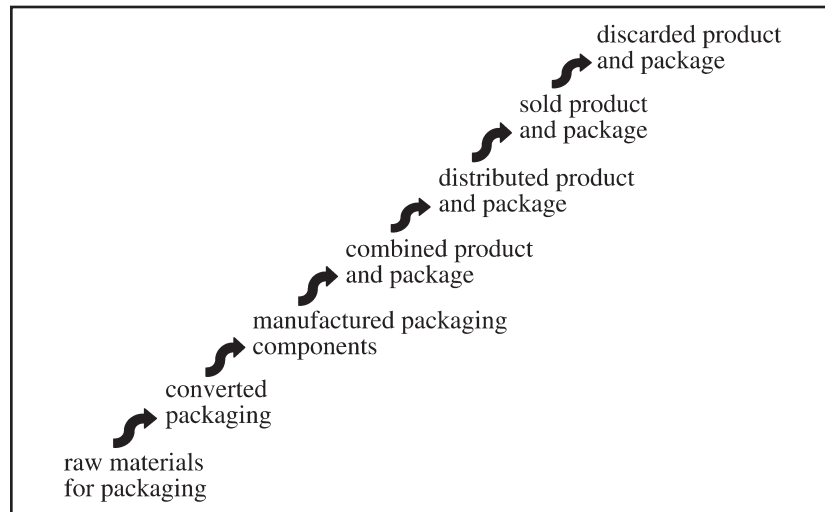 discarded product
and package
sold product
and package
distributed product
and package
combined product
and package
manufactured packaging
components
converted
packaging
raw materials
for packaging